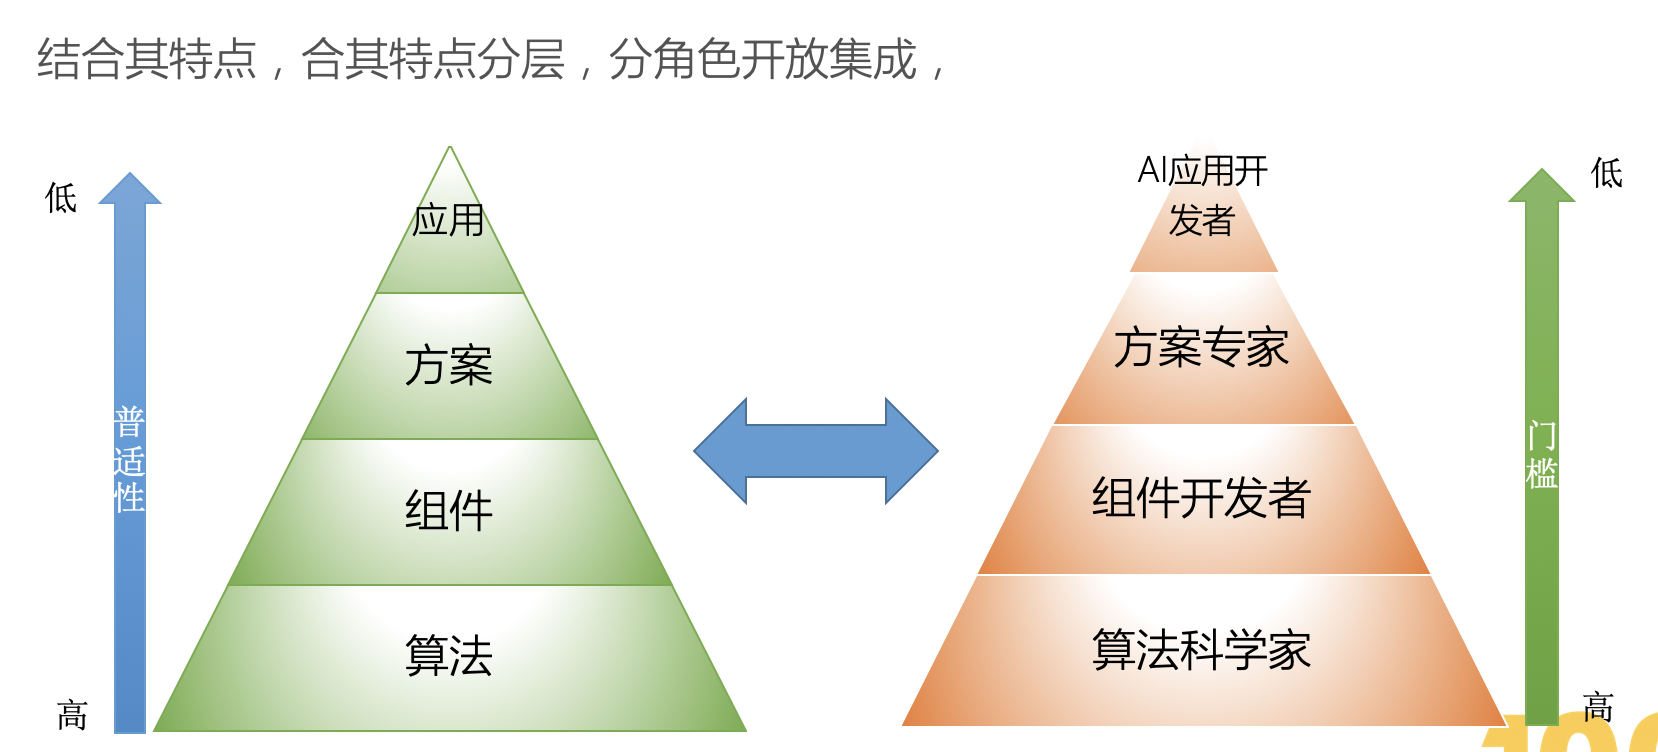 结合其特点，合其特点分层，分角色开放集成，
低
普
适
性
高
应用
方案
组件
算法
AI应用开
发者
方案专家
组件开发者
算法科学家
低
门
槛
高